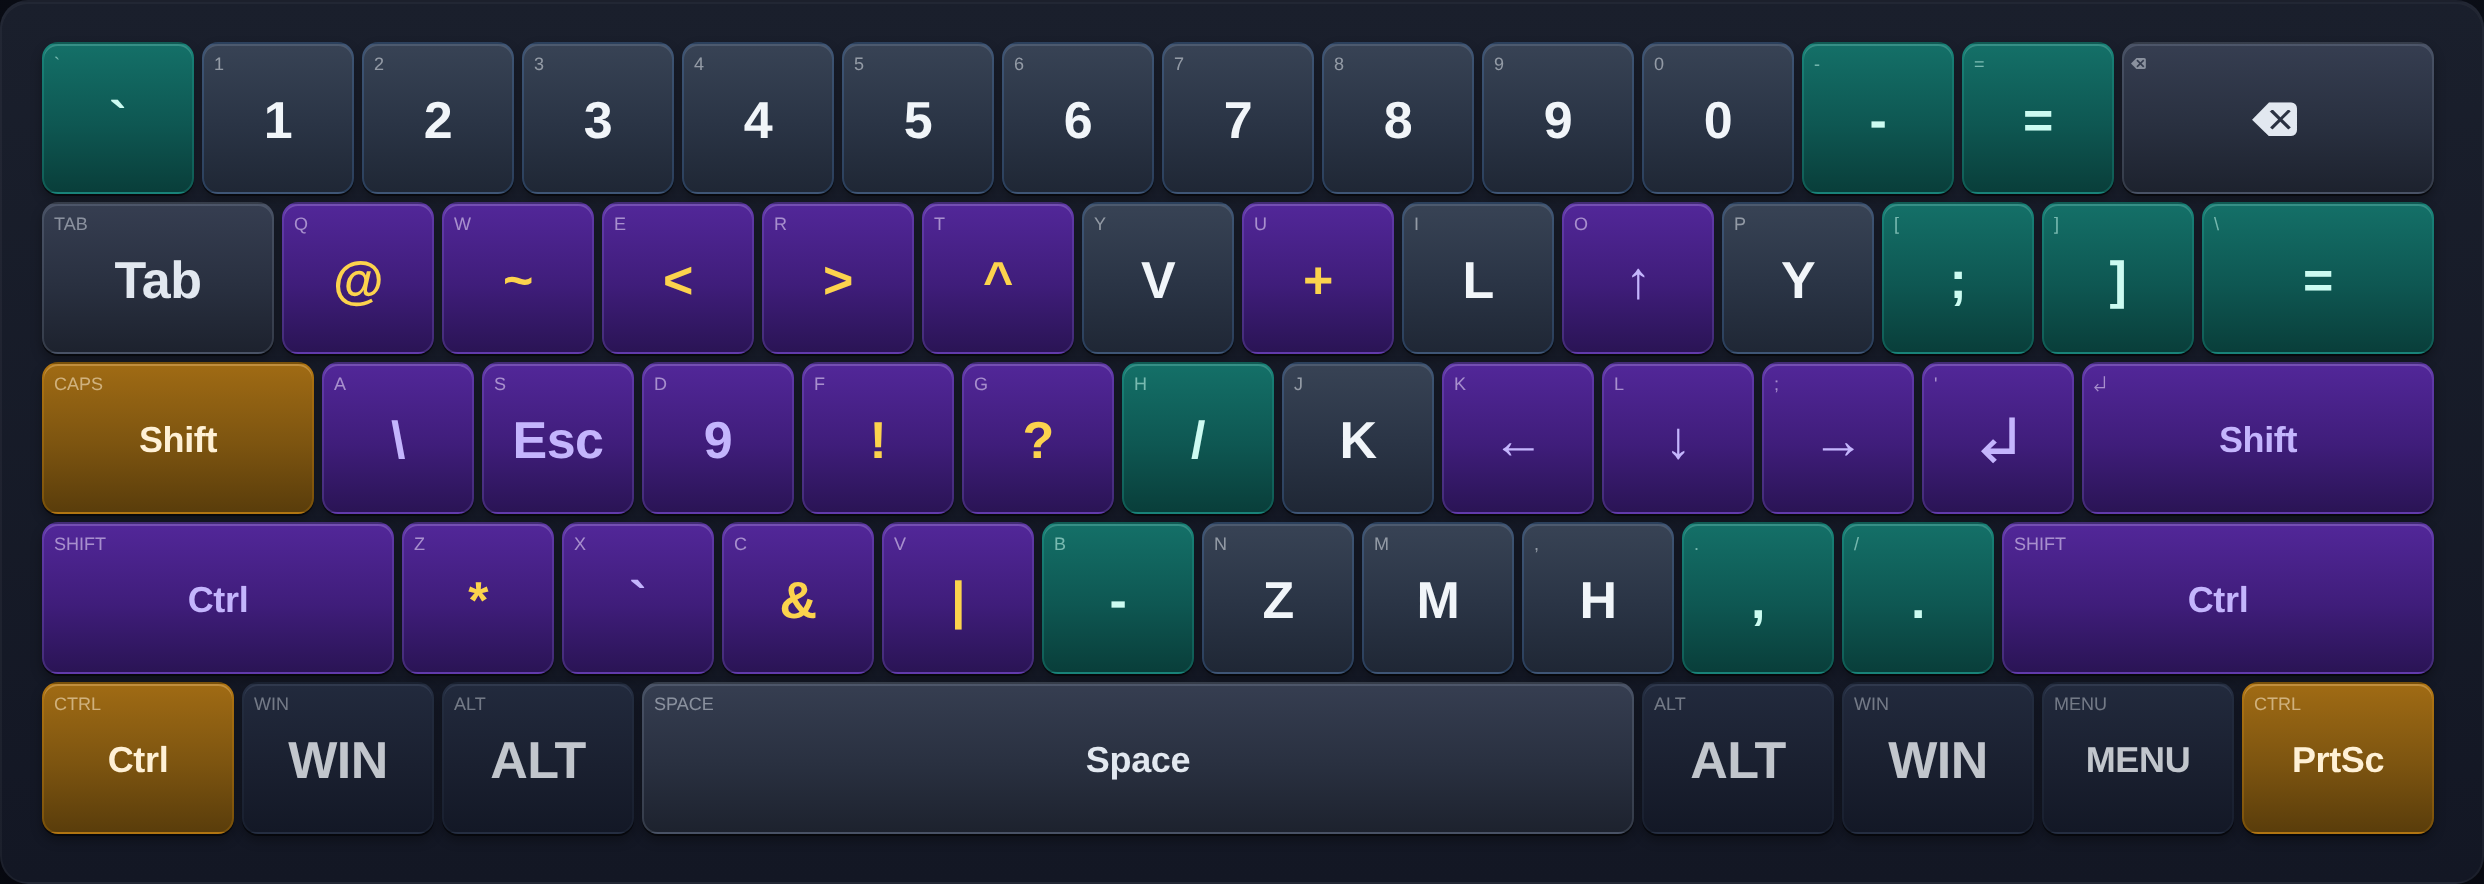 ` 1 2 3 4 5 6 7 8 9 0 - = ⌫
` 1 2 3 4 5 6 7 8 9 0 - = ⌫
TAB Q W E R T Y U I O P [ ] \
Tab @ ~ < > ^ V + L ↑ Y ; ] =
CAPS A S D F G H J K L ; ' ↲
Shift \ Esc 9 ! ? / K ← ↓ → ↲ Shift
SHIFT Z X C V B N M , . / SHIFT
Ctrl * ` & | - Z M H , . Ctrl
CTRL WIN ALT SPACE ALT WIN MENU CTRL
Ctrl WIN ALT Space ALT WIN MENU PrtSc